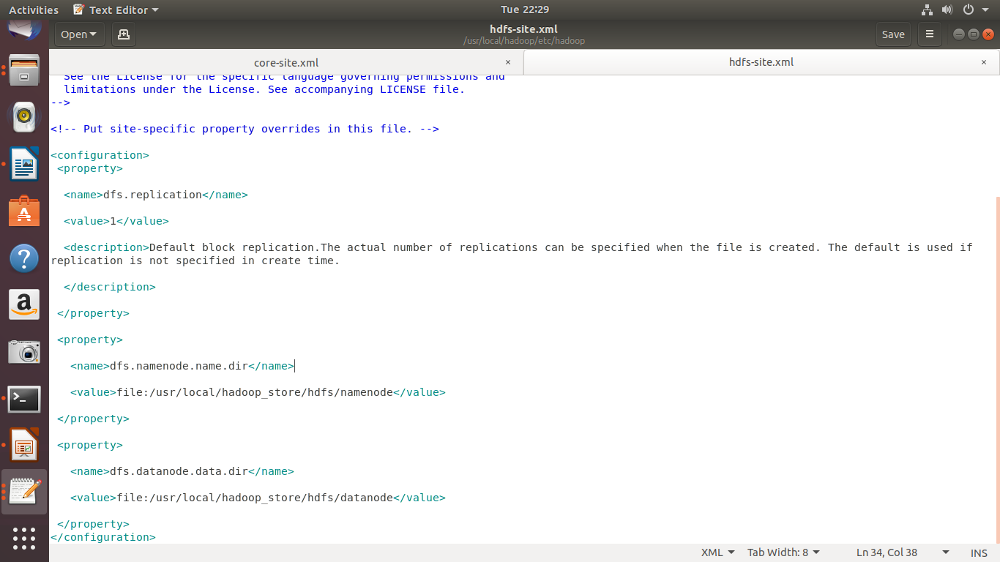 Activities Text Editor Tue 22:29
Open hdfs-site.xml Save
/usr/local/hadoop/etc/hadoop
core-site.xml × hdfs-site.xml ×
See the License for the specific language governing permissions and
limitations under the License. See accompanying LICENSE file.
-->
<!-- Put site-specific property overrides in this file. -->
<configuration>
<property>
<name>dfs.replication</name>
<value>1</value>
<description>Default block replication.The actual number of replications can be specified when the file is created. The default is used if
replication is not specified in create time.
</description>
</property>
<property>
<name>dfs.namenode.name.dir</name>
<value>file:/usr/local/hadoop_store/hdfs/namenode</value>
</property>
<property>
<name>dfs.datanode.data.dir</name>
<value>file:/usr/local/hadoop_store/hdfs/datanode</value>
</property>
</configuration>
XML Tab Width: 8 Ln 34, Col 38 INS